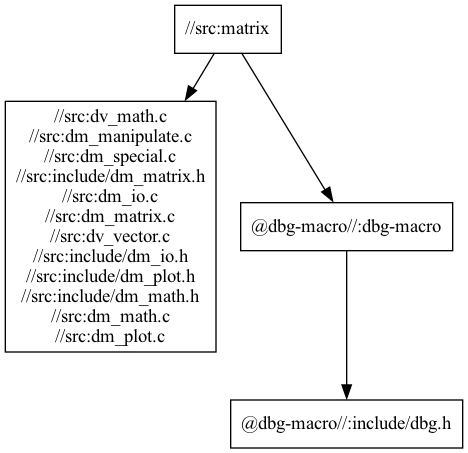 //src:matrix
//src:dv_math.c
//src:dm_manipulate.c
//src:dm_special.c
//src:include/dm_matrix.h
//src:dm_io.c
//src:dm_matrix.c
//src:dv_vector.c
//src:include/dm_io.h
//src:include/dm_plot.h
//src:include/dm_math.h
//src:dm_math.c
//src:dm_plot.c
@dbg-macro//:dbg-macro
@dbg-macro//:include/dbg.h